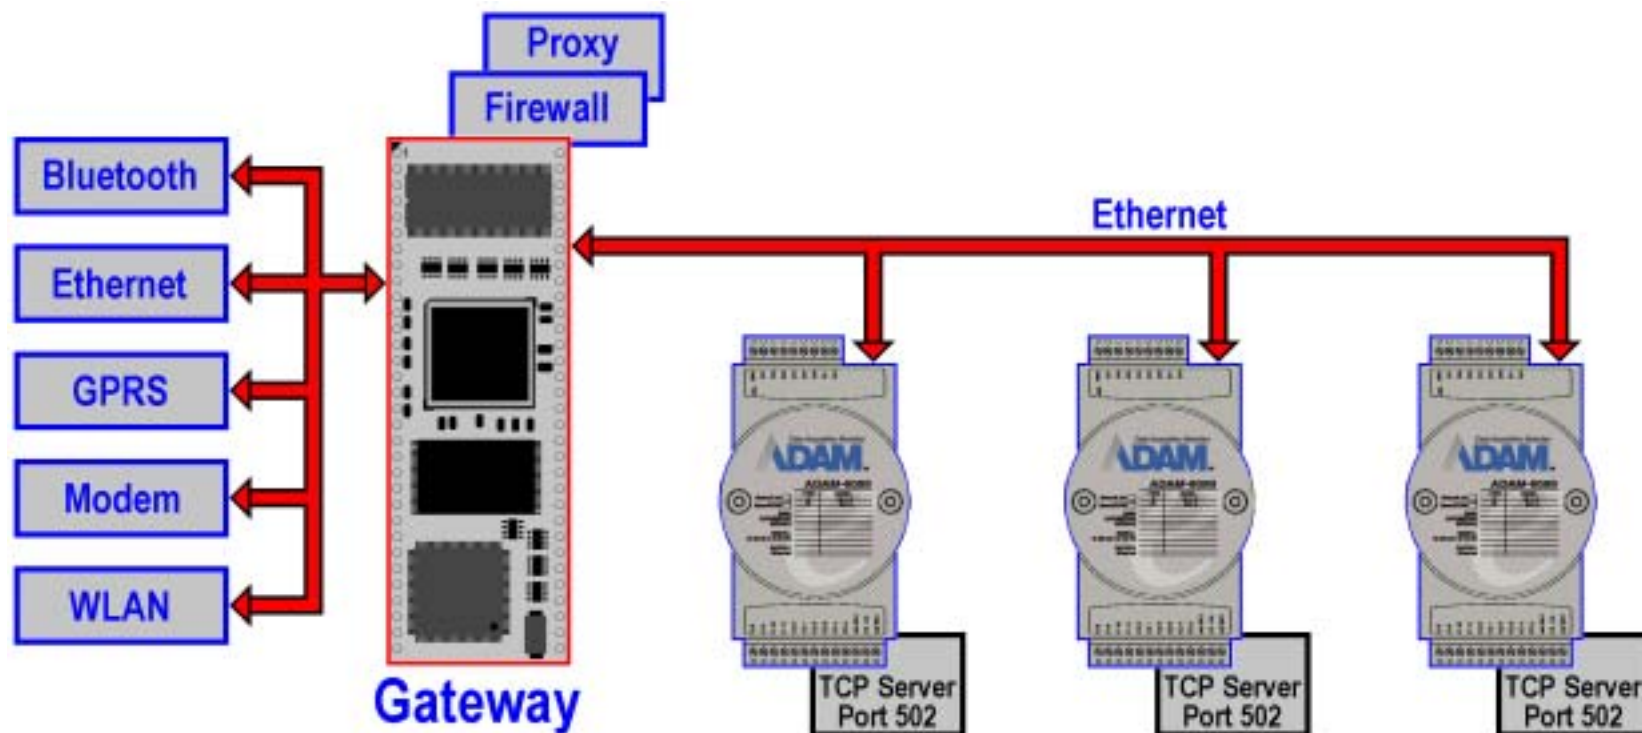 Proxy
Firewall
Bluetooth
Ethernet
GPRS
Modem
WLAN
Gateway
Ethernet
ADAM
ADAM
ADAM
TCP Server
Port 502
TCP Server
Port 502
TCP Server
Port 502